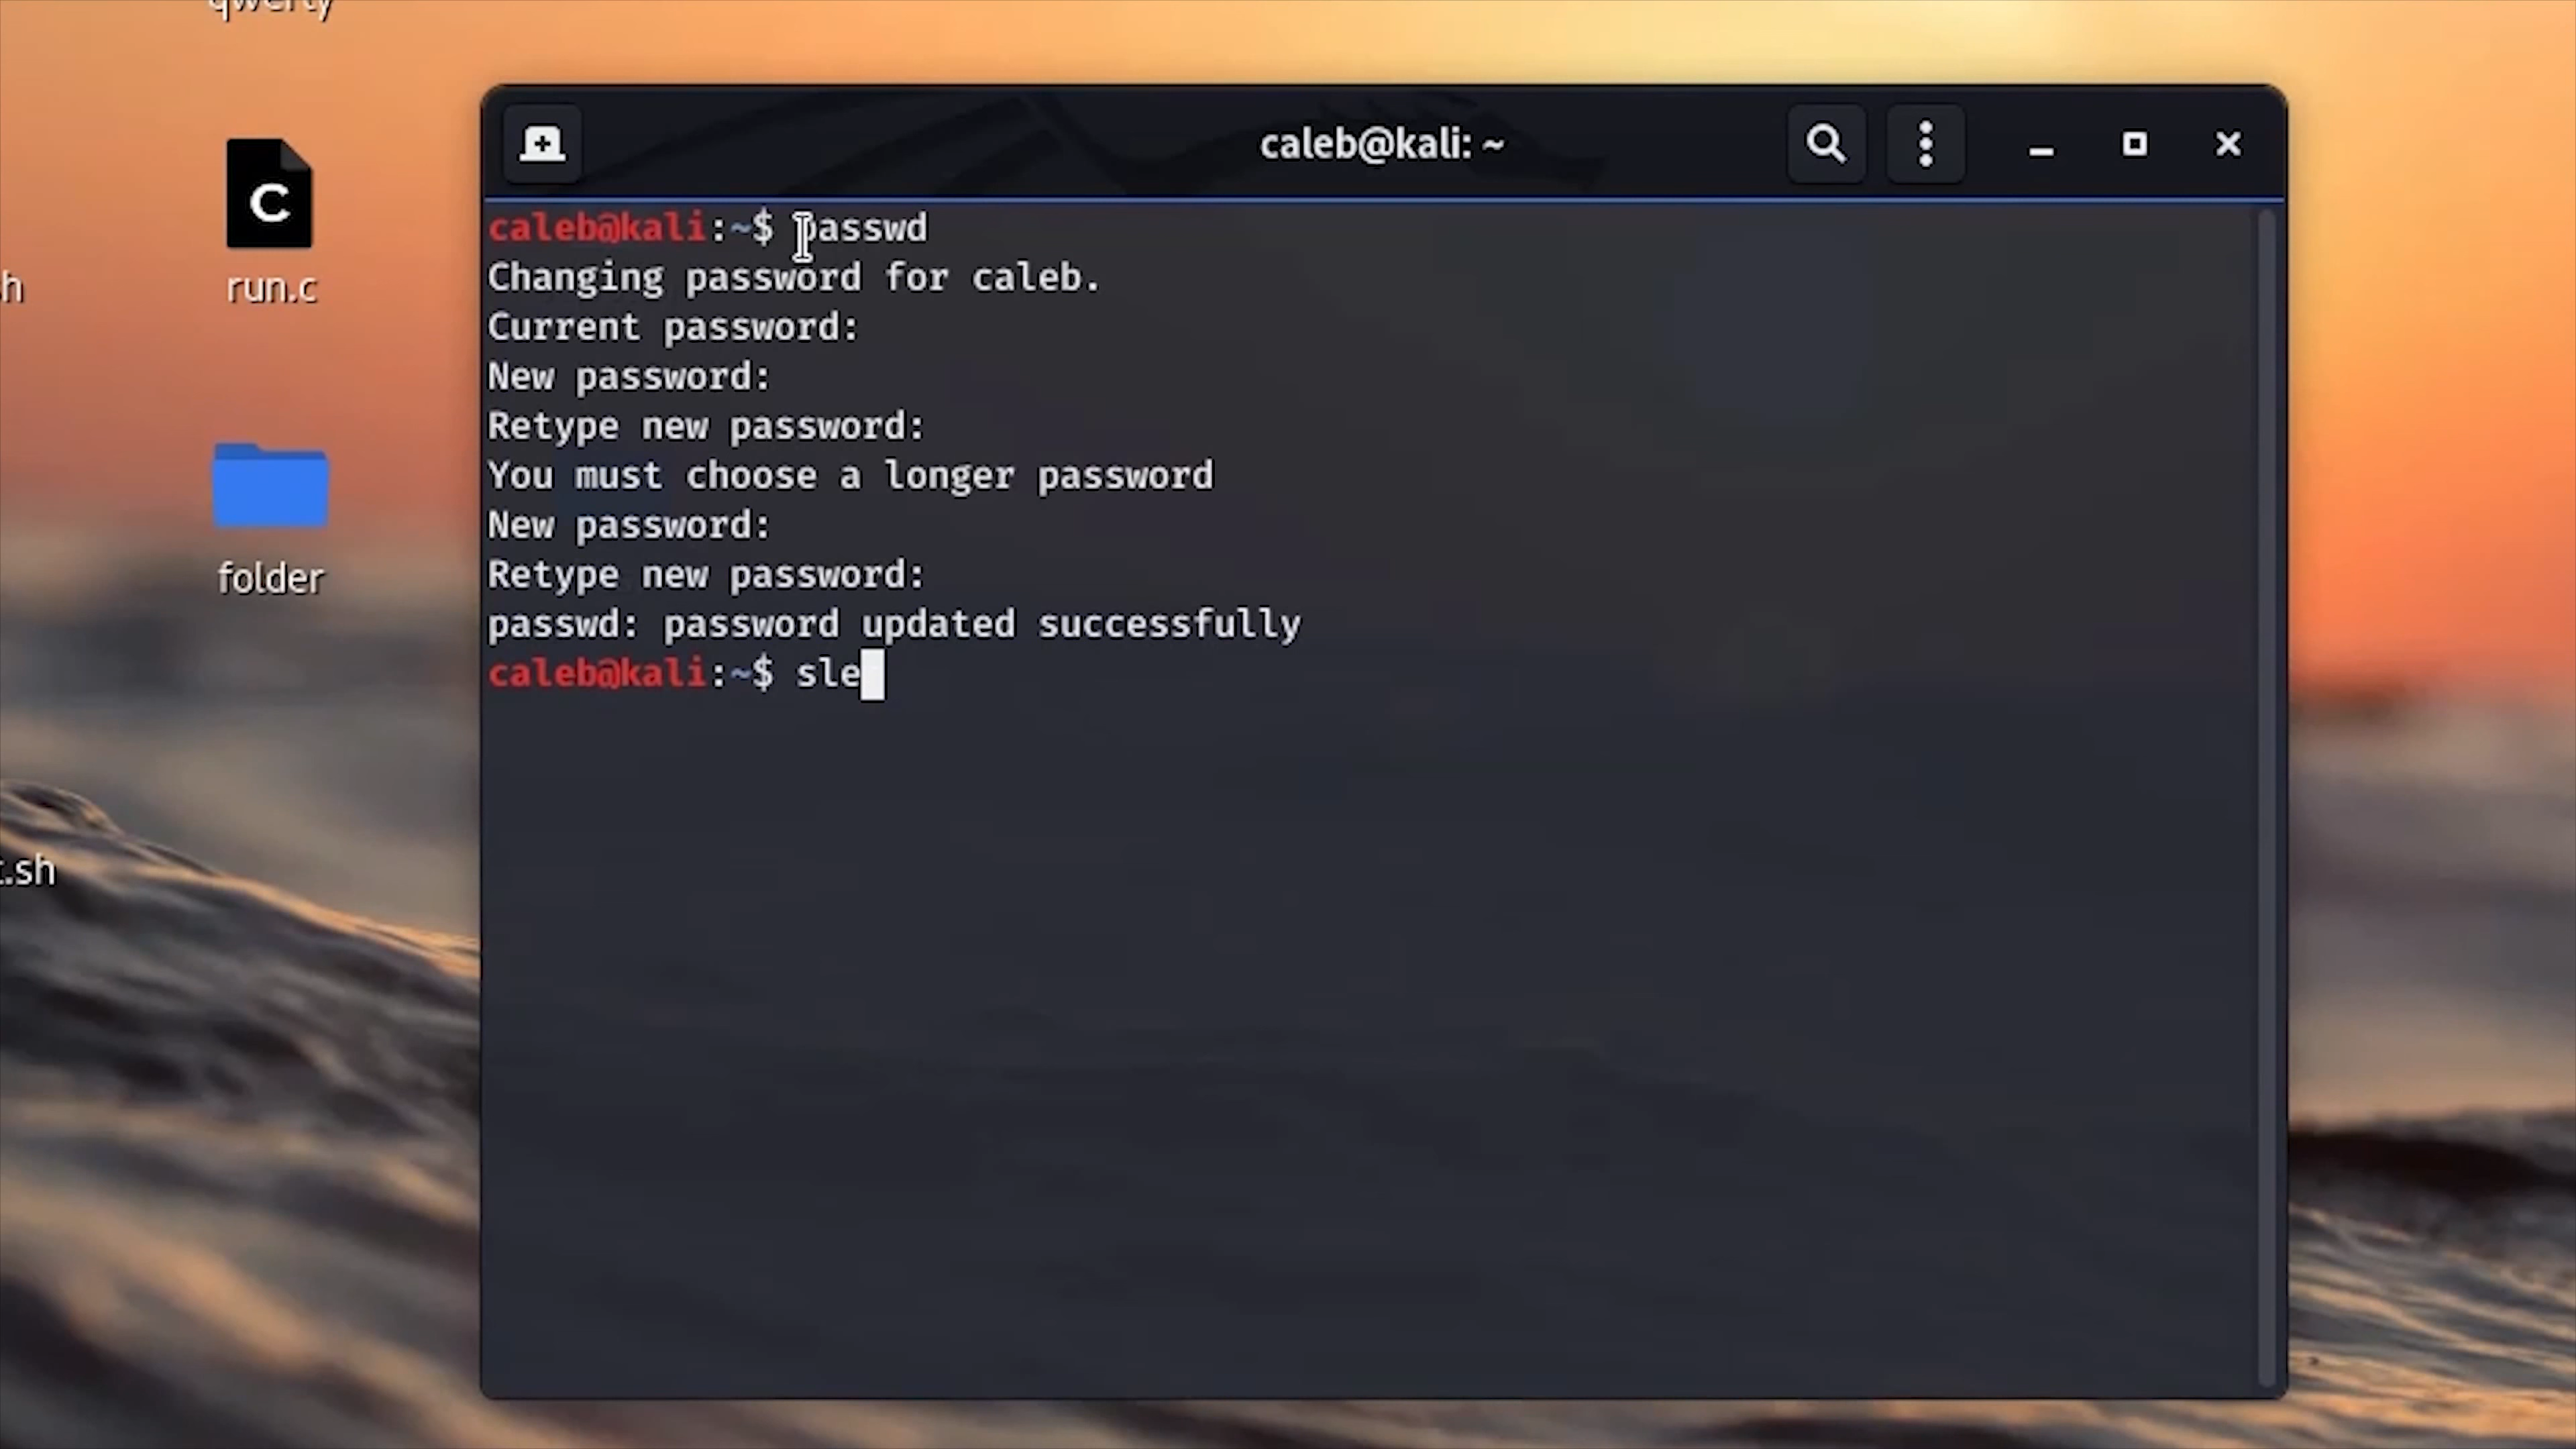 qwerty
caleb@kali: ~
C
run.c
h
folder
.sh
caleb@kali:~$ passwd
Changing password for caleb.
Current password:
New password:
Retype new password:
You must choose a longer password
New password:
Retype new password:
passwd: password updated successfully
caleb@kali:~$ sle